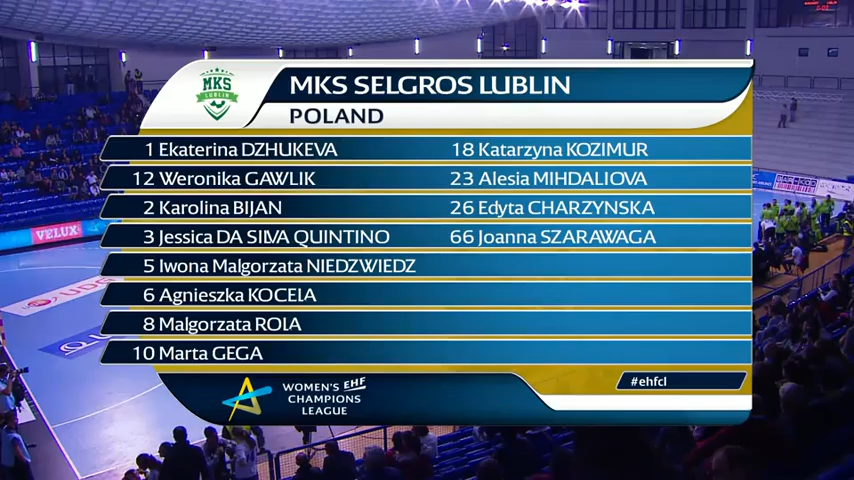 MKS
LUBLIN
MKS SELGROS LUBLIN
POLAND
1 Ekaterina DZHUKEVA
12 Weronika GAWLIK
2 Karolina BIJAN
3 Jessica DA SILVA QUINTINO
5 Iwona Malgorzata NIEDZWIEDZ
6 Agnieszka KOCELA
8 Malgorzata ROLA
10 Marta GEGA
18 Katarzyna KOZIMUR
23 Alesia MIHDALIOVA
26 Edyta CHARZYNSKA
66 Joanna SZARAWAGA
WOMEN'S EHF
CHAMPIONS
LEAGUE
#ehfcl
VELUX
UDG